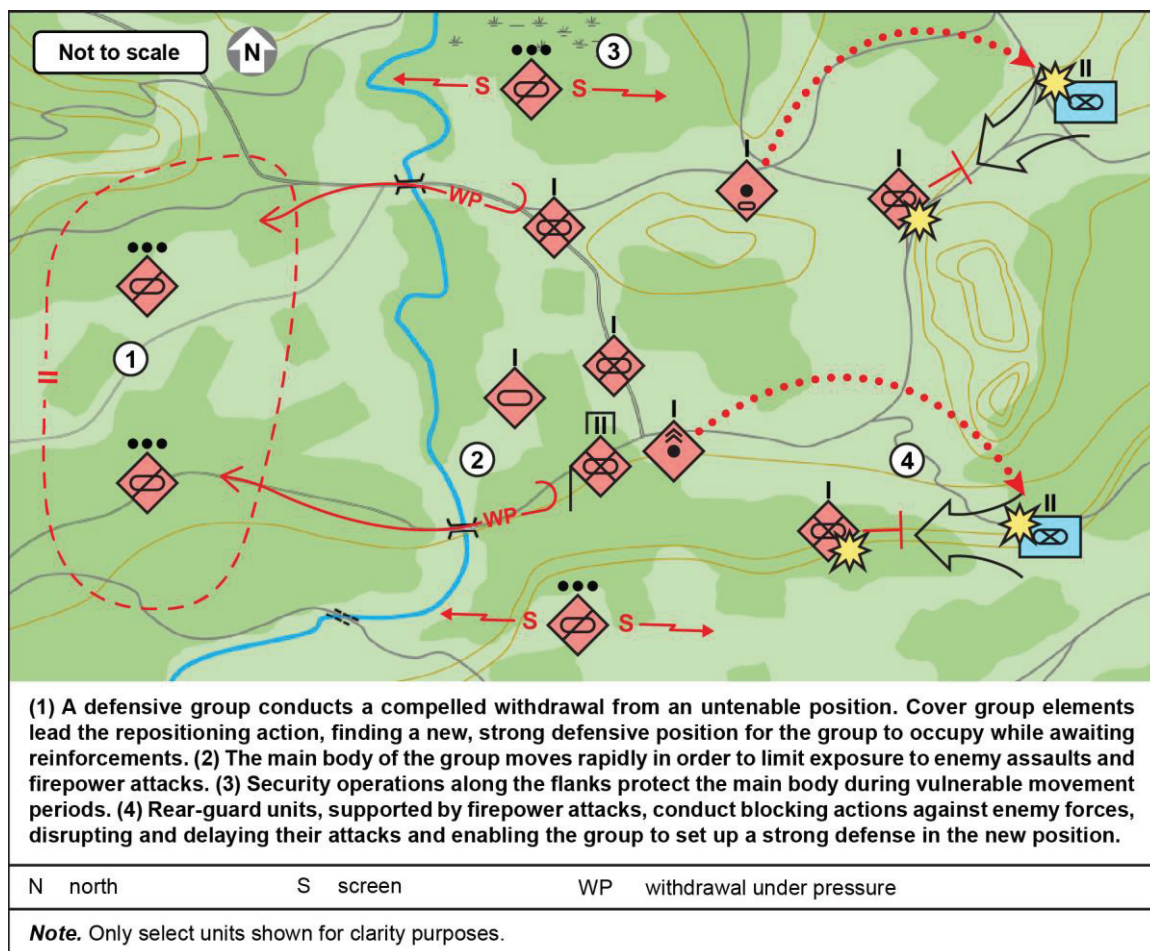 Not to scale
N
3
S S
II
I
I
WP
I
1
I
I
II
I
2
4
WP
II
I
S S
(1) A defensive group conducts a compelled withdrawal from an untenable position. Cover group elements
lead the repositioning action, finding a new, strong defensive position for the group to occupy while awaiting
reinforcements. (2) The main body of the group moves rapidly in order to limit exposure to enemy assaults and
firepower attacks. (3) Security operations along the flanks protect the main body during vulnerable movement
periods. (4) Rear-guard units, supported by firepower attacks, conduct blocking actions against enemy forces,
disrupting and delaying their attacks and enabling the group to set up a strong defense in the new position.
N north S screen WP withdrawal under pressure
Note. Only select units shown for clarity purposes.